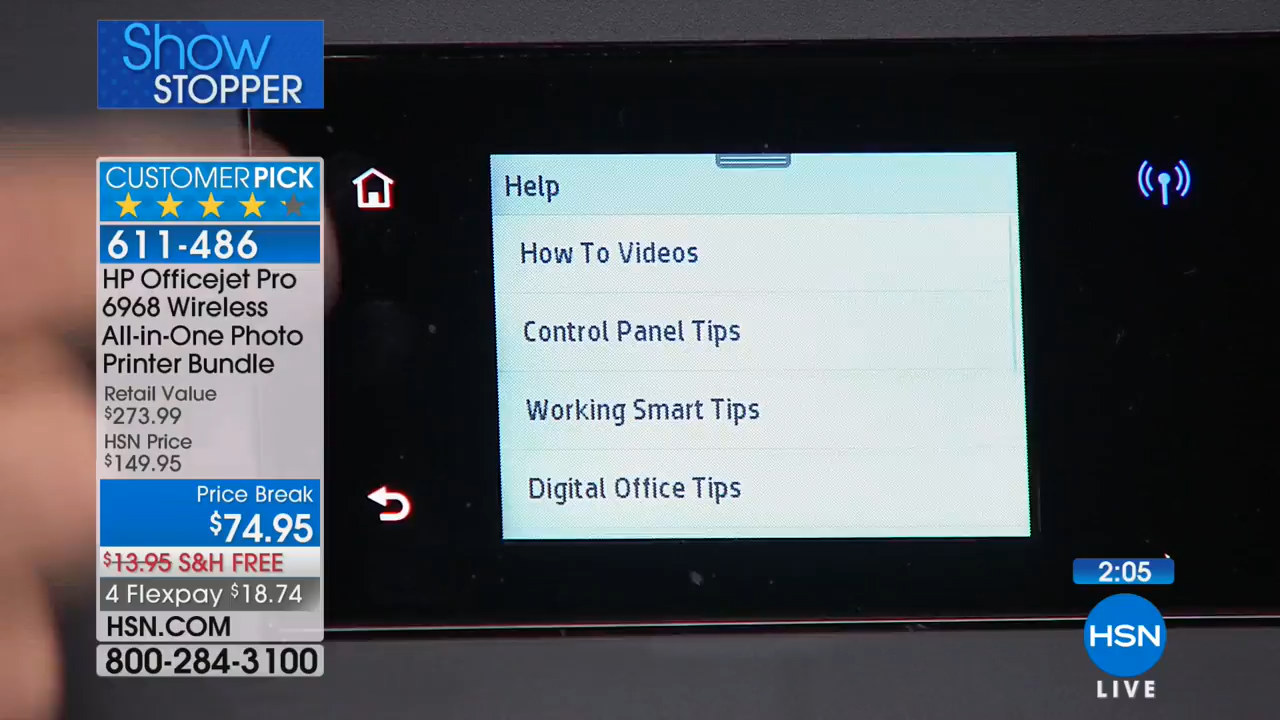 Show
STOPPER
CUSTOMER PICK
611-486
HP Officejet Pro
6968 Wireless
All-in-One Photo
Printer Bundle
Retail Value
$273.99
HSN Price
$149.95
Price Break
$74.95
$13.95 S&H FREE
4 Flexpay $18.74
HSN.COM
800-284-3100
Help
How To Videos
Control Panel Tips
Working Smart Tips
Digital Office Tips
2:05
HSN
LIVE